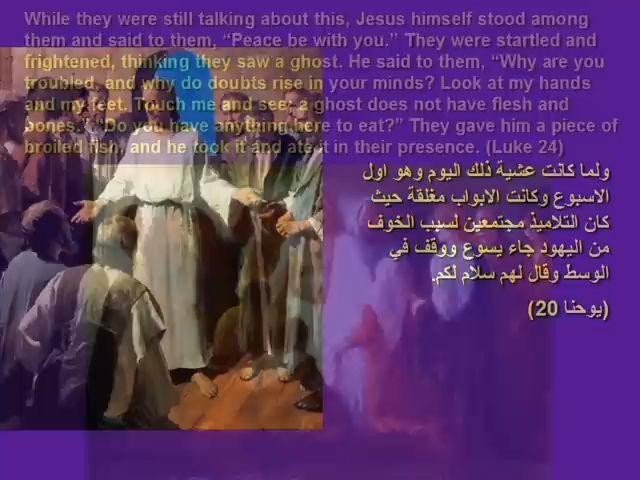 While they were still talking about this, Jesus himself stood among
them and said to them, “Peace be with you.” They were startled and
frightened, thinking they saw a ghost. He said to them, “Why are you
troubled, and why do doubts rise in your minds? Look at my hands
and my feet. Touch me and see; a ghost does not have flesh and
bones.” “Do you have anything here to eat?” They gave him a piece of
broiled fish, and he took it and ate it in their presence. (Luke 24)
ولما كانت عشية ذلك اليوم وهو اول
الاسبوع وكانت الابواب مغلقة حيث
كان التلاميذ مجتمعين لسبب الخوف
من اليهود جاء يسوع ووقف في
الوسط وقال لهم سلام لكم.
(يوحنا 20)